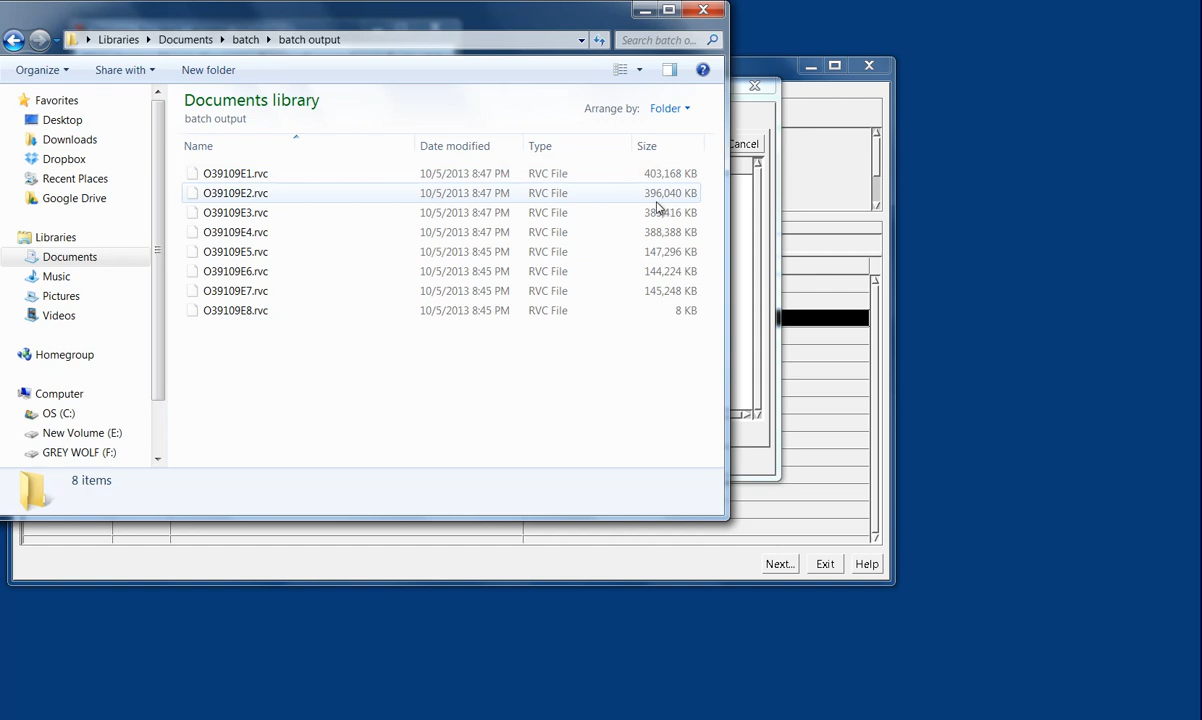 Libraries Documents batch batch output Search batch o...
Organize Share with New folder
Favorites
Desktop
Downloads
Dropbox
Recent Places
Google Drive
Libraries
Documents
Music
Pictures
Videos
Homegroup
Computer
OS (C:)
New Volume (E:)
GREY WOLF (F:)
Documents library
batch output
Arrange by: Folder
Name Date modified Type Size
O39109E1.rvc 10/5/2013 8:47 PM RVC File 403,168 KB
O39109E2.rvc 10/5/2013 8:47 PM RVC File 396,040 KB
O39109E3.rvc 10/5/2013 8:47 PM RVC File KB
O39109E4.rvc 10/5/2013 8:47 PM RVC File 388,388 KB
O39109E5.rvc 10/5/2013 8:45 PM RVC File 147,296 KB
O39109E6.rvc 10/5/2013 8:45 PM RVC File 144,224 KB
O39109E7.rvc 10/5/2013 8:45 PM RVC File 145,248 KB
O39109E8.rvc 10/5/2013 8:45 PM RVC File 8 KB
8 items
Cancel
Next... Exit Help